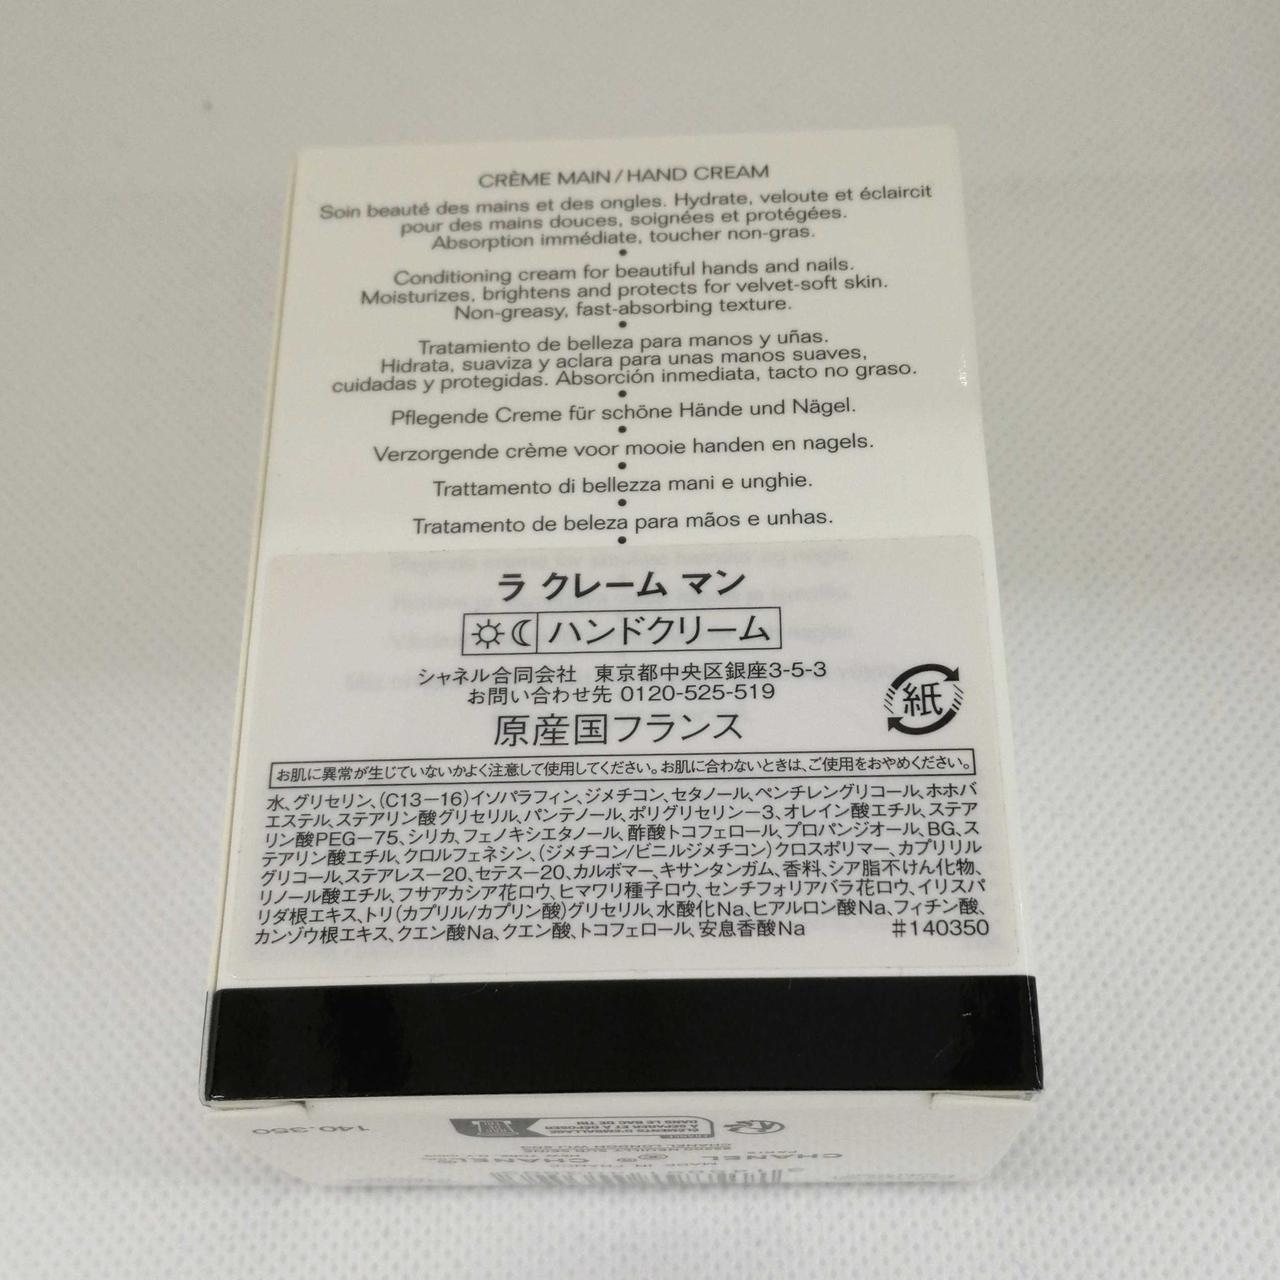 CRÈME MAIN / HAND CREAM
Soin beauté des mains et des ongles. Hydrate, veloute et éclaircit
pour des mains douces, soignées et protégées.
Absorption immédiate, toucher non-gras.
•
Conditioning cream for beautiful hands and nails.
Moisturizes, brightens and protects for velvet-soft skin.
Non-greasy, fast-absorbing texture.
•
Tratamiento de belleza para manos y uñas.
Hidrata, suaviza y aclara para unas manos suaves,
cuidadas y protegidas. Absorción inmediata, tacto no graso.
•
Pflegende Creme für schöne Hände und Nägel.
•
Verzorgende crème voor mooie handen en nagels.
•
Trattamento di bellezza mani e unghie.
•
Tratamento de beleza para mãos e unhas.
•
ラ クレーム マン
ハンドクリーム
シャネル合同会社 東京都中央区銀座3-5-3
お問い合わせ先 0120-525-519
原産国フランス
紙
お肌に異常が生じていないかよく注意して使用してください。お肌に合わないときは、ご使用をおやめください。
水、グリセリン、(C13−16)イソパラフィン、ジメチコン、セタノール、ペンチレングリコール、ホホバ
エステル、ステアリン酸グリセリル、パンテノール、ポリグリセリン−3、オレイン酸エチル、ステア
リン酸PEG−75、シリカ、フェノキシエタノール、酢酸トコフェロール、プロパンジオール、BG、ス
テアリン酸エチル、クロルフェネシン、(ジメチコン/ビニルジメチコン)クロスポリマー、カプリリル
グリコール、ステアレス−20、セテス−20、カルボマー、キサンタンガム、香料、シア脂不けん化物、
リノール酸エチル、フサアカシア花ロウ、ヒマワリ種子ロウ、センチフォリアバラ花ロウ、イリスパ
リダ根エキス、トリ(カプリル/カプリン酸)グリセリル、水酸化Na、ヒアルロン酸Na、フィチン酸、
カンゾウ根エキス、クエン酸Na、クエン酸、トコフェロール、安息香酸Na #140350
140.350
ÉLÉMENTS D'EMBALLAGE
À SÉPARER ET À DÉPOSER
DANS LE BAC DE TRI
CHANEL
CHANEL
MADE IN FRANCE